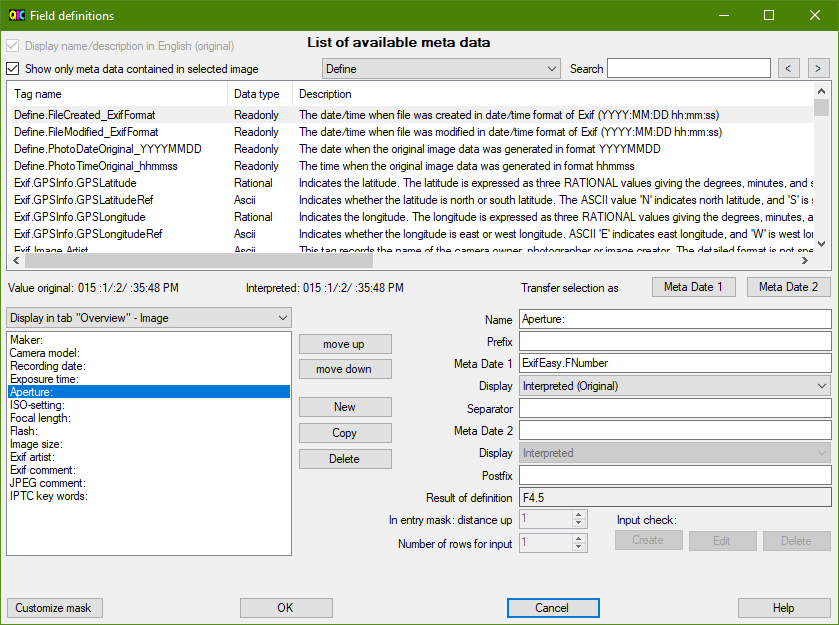 QIC Field definitions
Display name/description in English (original)
List of available meta data
Show only meta data contained in selected image
Define
Search
< >
Tag name Data type Description
Define.FileCreated_ExifFormat Readonly The date/time when file was created in date/time format of Exif (YYYY:MM:DD hh:mm:ss)
Define.FileModified_ExifFormat Readonly The date/time when file was modified in date/time format of Exif (YYYY:MM:DD hh:mm:ss)
Define.PhotoDateOriginal_YYYYMMDD Readonly The date when the original image data was generated in format YYYYMMDD
Define.PhotoTimeOriginal_hhmmss Readonly The time when the original image data was generated in format hhmmss
Exif.GPSInfo.GPSLatitude Rational Indicates the latitude. The latitude is expressed as three RATIONAL values giving the degrees, minutes, and s
Exif.GPSInfo.GPSLatitudeRef Ascii Indicates whether the latitude is north or south latitude. The ASCII value 'N' indicates north latitude, and 'S' is s
Exif.GPSInfo.GPSLongitude Rational Indicates the longitude. The longitude is expressed as three RATIONAL values giving the degrees, minutes, a
Exif.GPSInfo.GPSLongitudeRef Ascii Indicates whether the longitude is east or west longitude. ASCII 'E' indicates east longitude, and 'W' is west lon
Exif.Image.Artist Ascii This tag records the name of the camera owner, photographer or image creator. The detailed format is not spe
Value original: 015 :1/:2/ :35:48 PM
Interpreted: 015 :1/:2/ :35:48 PM
Transfer selection as
Meta Date 1
Meta Date 2
Display in tab "Overview" - Image
Maker:
Camera model:
Recording date:
Exposure time:
Aperture:
ISO-setting:
Focal length:
Flash:
Image size:
Exif artist:
Exif comment:
JPEG comment:
IPTC key words:
move up
move down
New
Copy
Delete
Name Aperture:
Prefix
Meta Date 1 ExifEasy.FNumber
Display Interpreted (Original)
Separator
Meta Date 2
Display Interpreted
Postfix
Result of definition F4.5
In entry mask: distance up 1
Input check:
Number of rows for input 1
Create Edit Delete
Customize mask OK Cancel Help